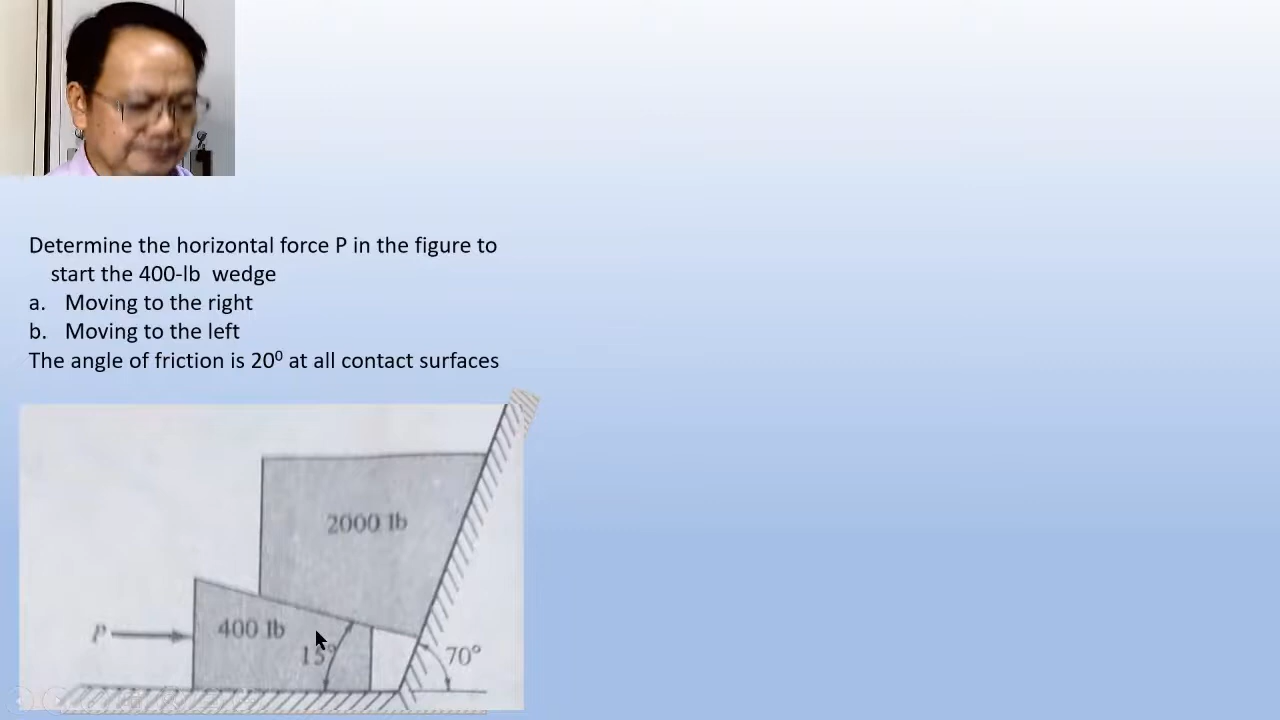 Determine the horizontal force P in the figure to
start the 400-lb wedge
a. Moving to the right
b. Moving to the left
The angle of friction is 20⁰ at all contact surfaces
2000 lb
400 lb
P
15°
70°